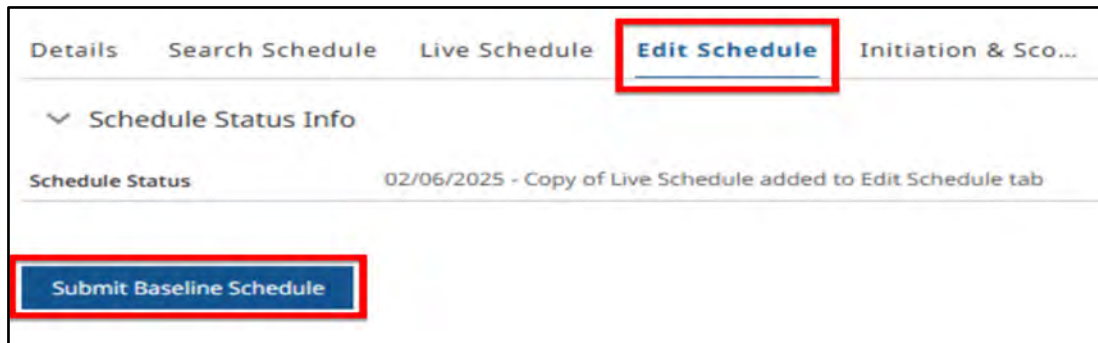 Details Search Schedule Live Schedule Edit Schedule Initiation & Sco...
Schedule Status Info
Schedule Status 02/06/2025 - Copy of Live Schedule added to Edit Schedule tab
Submit Baseline Schedule